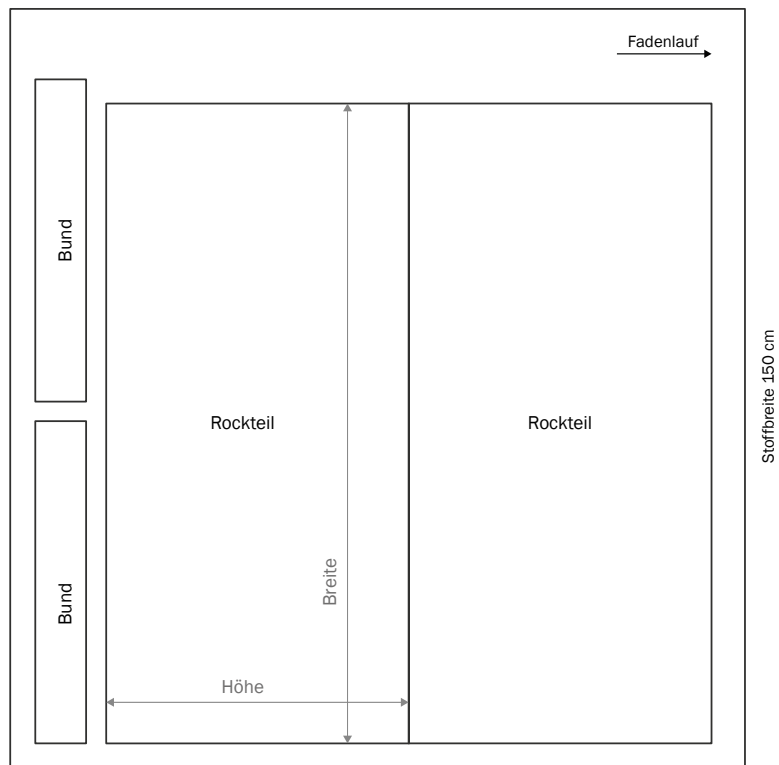 Fadenlauf
Bund
Rockteil
Rockteil
Stoffbreite 150 cm
Breite
Bund
Höhe